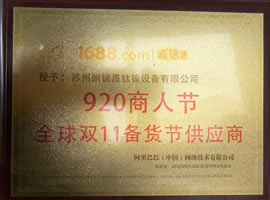 1688.com 诚信通
授予：苏州朗锐晟钛镍设备有限公司
920商人节
全球双11备货节供应商
阿里巴巴（中国）网络技术有限公司